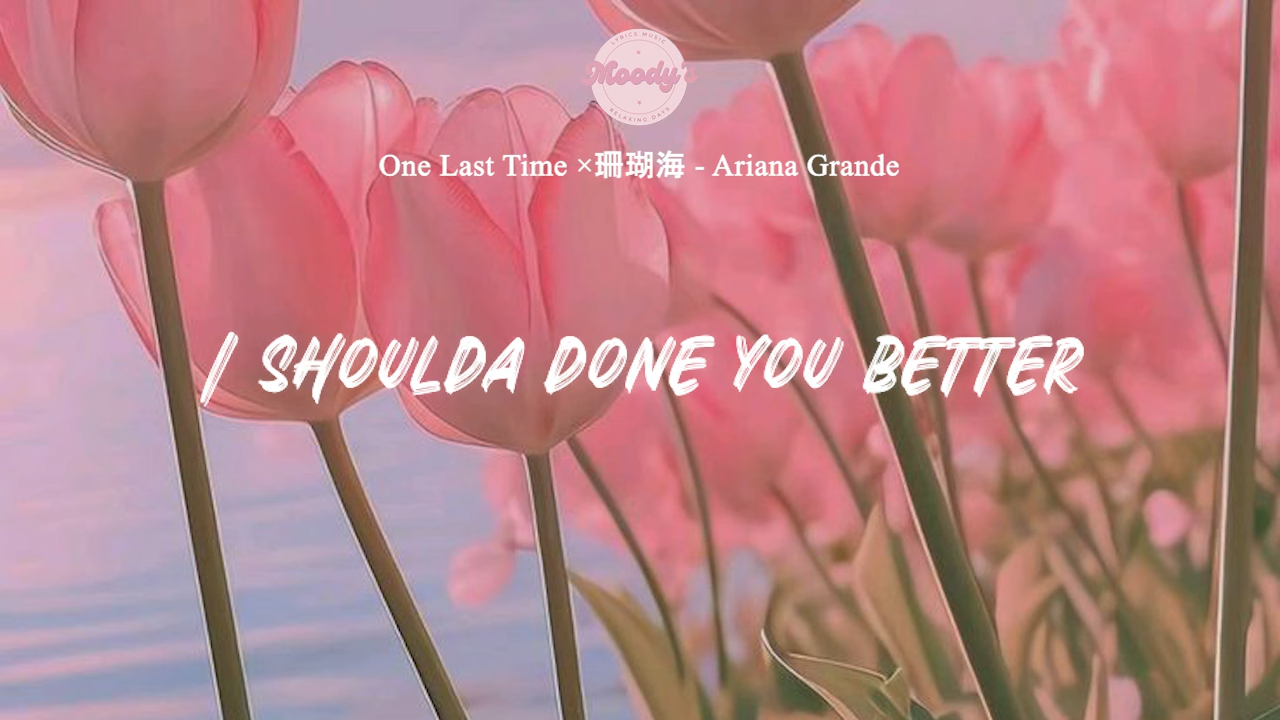 LYRICS MUSIC
Moody's
RELAXING DAYS
One Last Time ×珊瑚海 - Ariana Grande
I SHOULDA DONE YOU BETTER